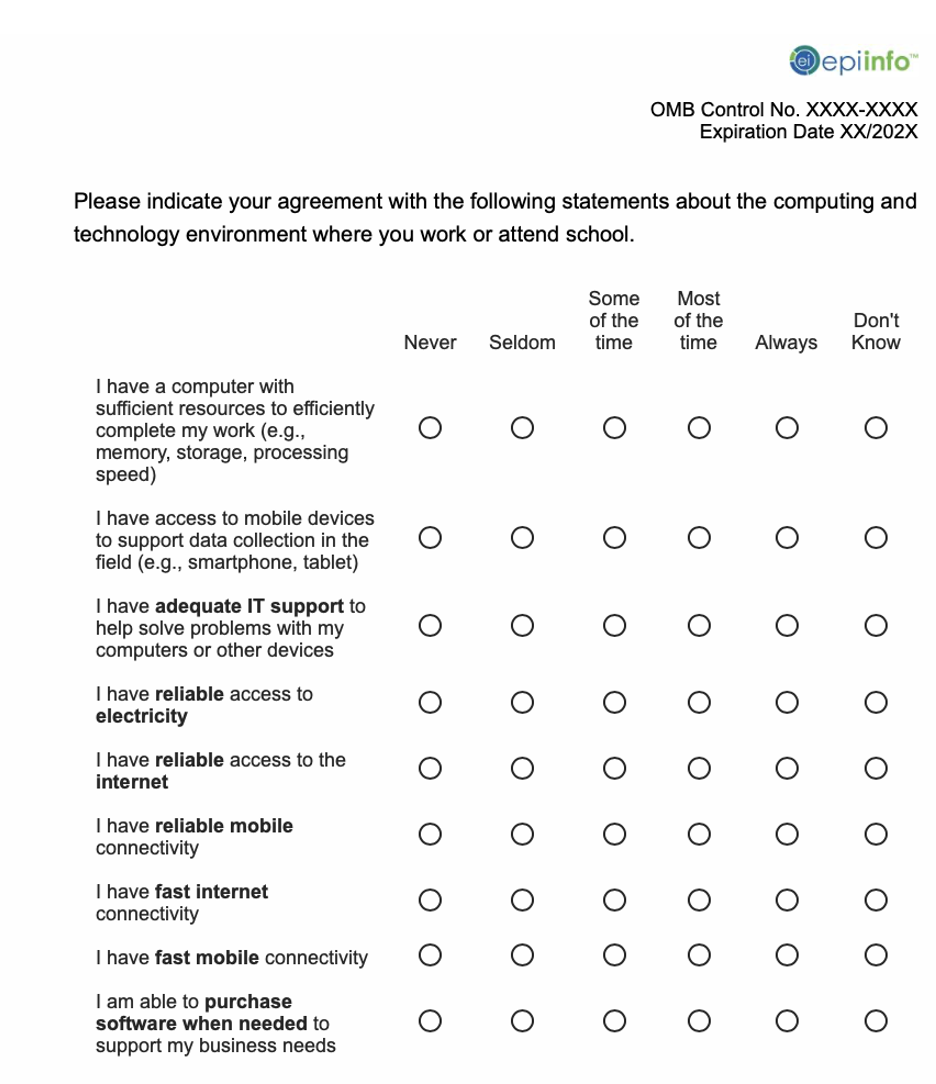 ei epiinfo™
OMB Control No. XXXX-XXXX
Expiration Date XX/202X
Please indicate your agreement with the following statements about the computing and
technology environment where you work or attend school.
Never Seldom Some of the time Most of the time Always Don't Know
I have a computer with
sufficient resources to efficiently
complete my work (e.g.,
memory, storage, processing
speed)
I have access to mobile devices
to support data collection in the
field (e.g., smartphone, tablet)
I have adequate IT support to
help solve problems with my
computers or other devices
I have reliable access to
electricity
I have reliable access to the
internet
I have reliable mobile
connectivity
I have fast internet
connectivity
I have fast mobile connectivity
I am able to purchase
software when needed to
support my business needs